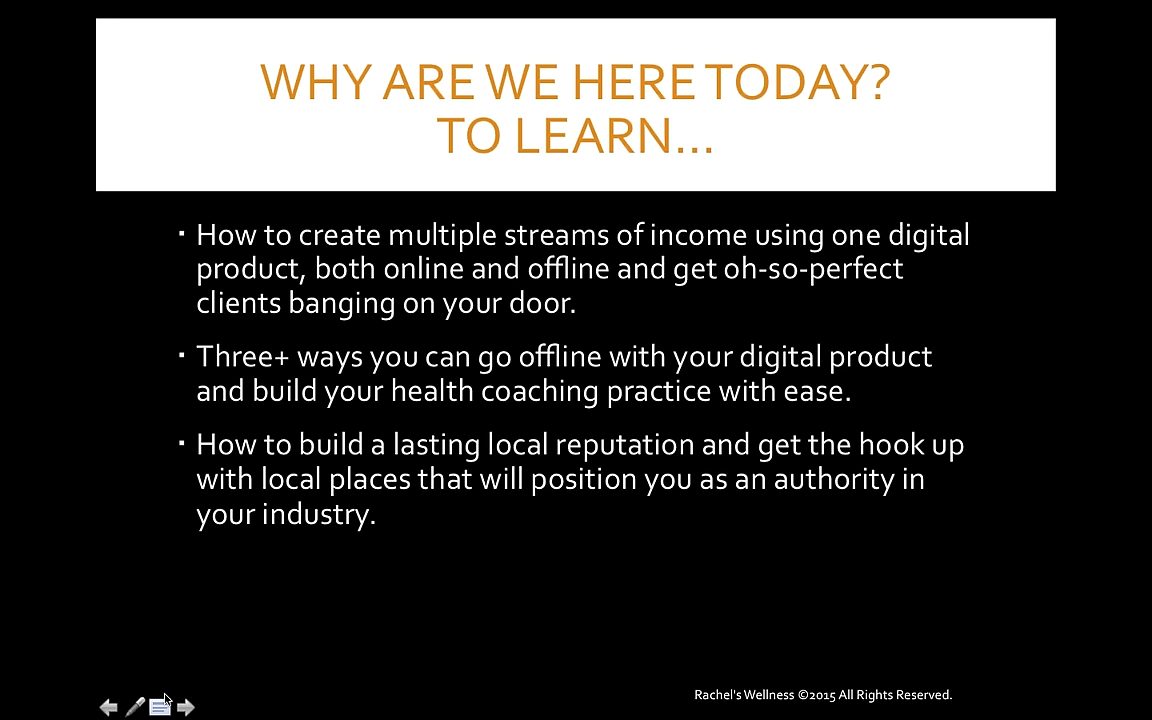 WHY ARE WE HERE TODAY?
TO LEARN...
▪ How to create multiple streams of income using one digital
product, both online and offline and get oh-so-perfect
clients banging on your door.
▪ Three+ ways you can go offline with your digital product
and build your health coaching practice with ease.
▪ How to build a lasting local reputation and get the hook up
with local places that will position you as an authority in
your industry.
Rachel's Wellness ©2015 All Rights Reserved.